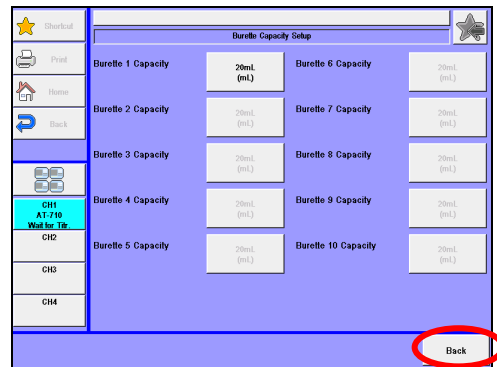 Shortcut
Burette Capacity Setup
Print
Home
Back
Burette 1 Capacity
20mL
(mL)
Burette 6 Capacity
20mL
(mL)
Burette 2 Capacity
20mL
(mL)
Burette 7 Capacity
20mL
(mL)
Burette 3 Capacity
20mL
(mL)
Burette 8 Capacity
20mL
(mL)
Burette 4 Capacity
20mL
(mL)
Burette 9 Capacity
20mL
(mL)
Burette 5 Capacity
20mL
(mL)
Burette 10 Capacity
20mL
(mL)
CH1
AT-710
Wait for Titr.
CH2
CH3
CH4
Back